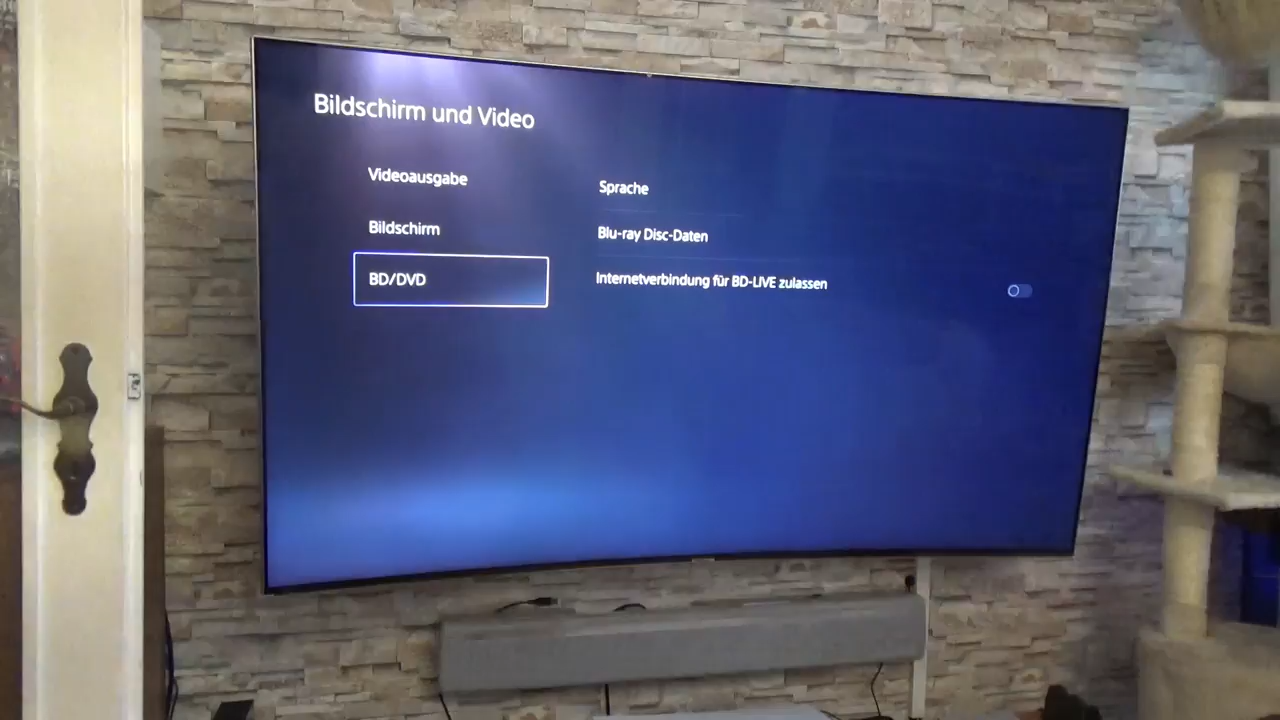 Bildschirm und Video
Videoausgabe
Bildschirm
BD/DVD
Sprache
Blu-ray Disc-Daten
Internetverbindung für BD-LIVE zulassen